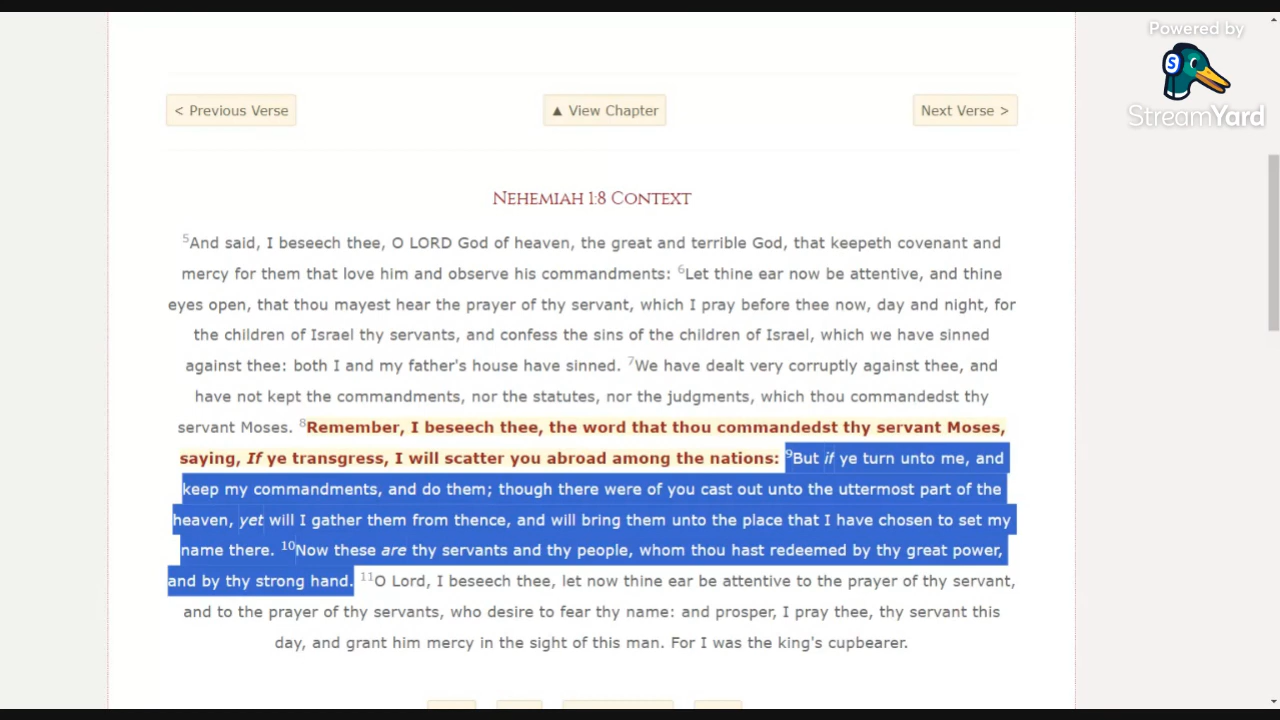 Powered by
S
StreamYard
< Previous Verse
▲ View Chapter
Next Verse >
Nehemiah 1:8 Context
5And said, I beseech thee, O LORD God of heaven, the great and terrible God, that keepeth covenant and
mercy for them that love him and observe his commandments: 6Let thine ear now be attentive, and thine
eyes open, that thou mayest hear the prayer of thy servant, which I pray before thee now, day and night, for
the children of Israel thy servants, and confess the sins of the children of Israel, which we have sinned
against thee: both I and my father's house have sinned. 7We have dealt very corruptly against thee, and
have not kept the commandments, nor the statutes, nor the judgments, which thou commandedst thy
servant Moses. 8Remember, I beseech thee, the word that thou commandedst thy servant Moses,
saying, If ye transgress, I will scatter you abroad among the nations: 9But if ye turn unto me, and
keep my commandments, and do them; though there were of you cast out unto the uttermost part of the
heaven, yet will I gather them from thence, and will bring them unto the place that I have chosen to set my
name there. 10Now these are thy servants and thy people, whom thou hast redeemed by thy great power,
and by thy strong hand. 11O Lord, I beseech thee, let now thine ear be attentive to the prayer of thy servant,
and to the prayer of thy servants, who desire to fear thy name: and prosper, I pray thee, thy servant this
day, and grant him mercy in the sight of this man. For I was the king's cupbearer.